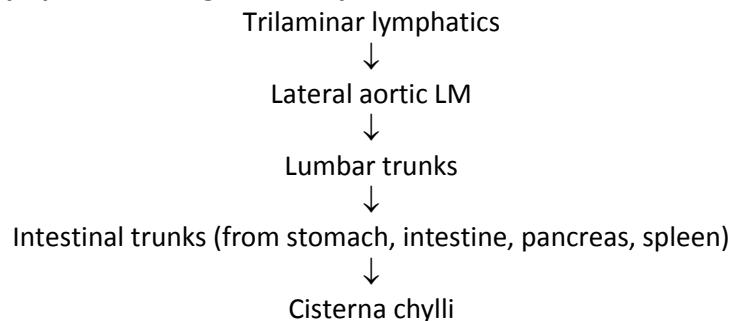 Trilaminar lymphatics
↓
Lateral aortic LM
↓
Lumbar trunks
↓
Intestinal trunks (from stomach, intestine, pancreas, spleen)
↓
Cisterna chylli